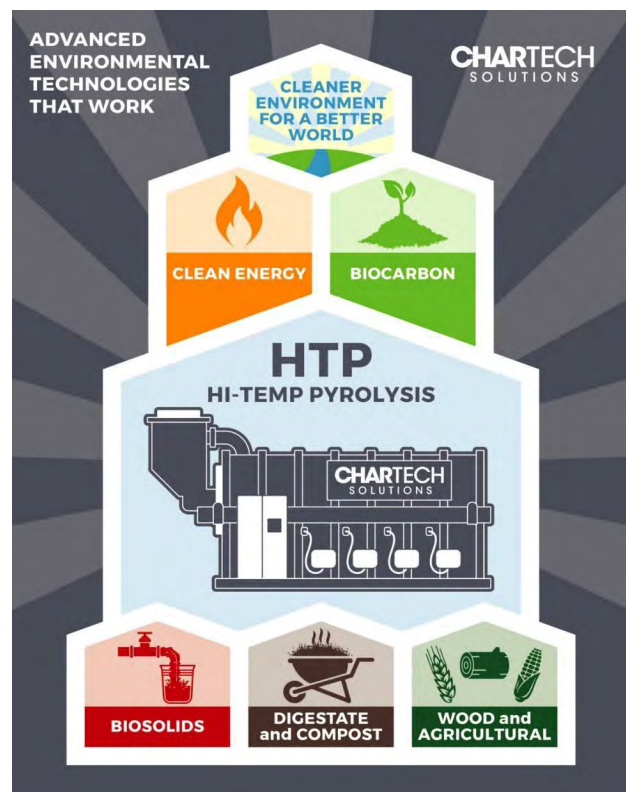 ADVANCED
ENVIRONMENTAL
TECHNOLOGIES
THAT WORK
CHARTECH
SOLUTIONS
CLEANER
ENVIRONMENT
FOR A BETTER
WORLD
CLEAN ENERGY
BIOCARBON
HTP
HI-TEMP PYROLYSIS
CHARTECH
SOLUTIONS
BIOSOLIDS
DIGESTATE
and COMPOST
WOOD and
AGRICULTURAL